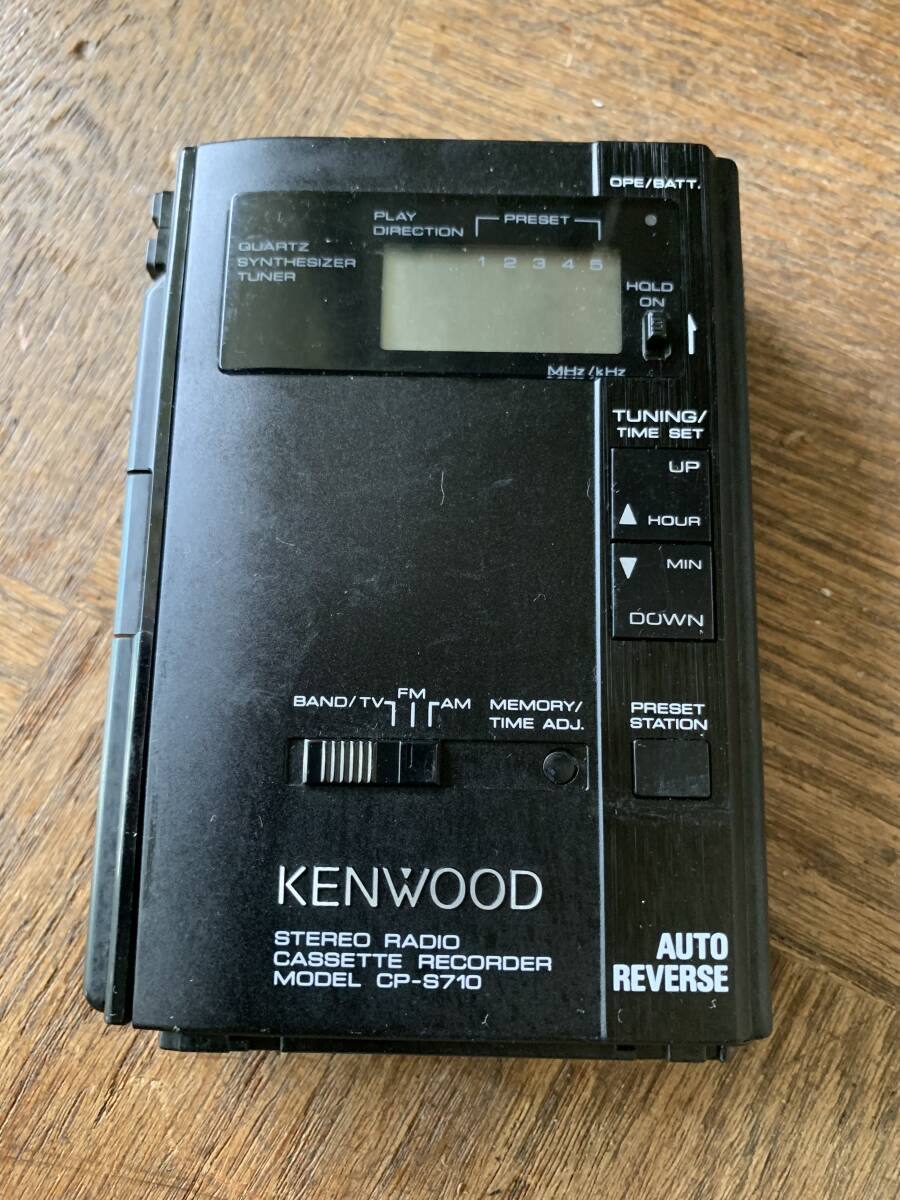 OPE/BATT.
PLAY
DIRECTION
PRESET
QUARTZ
SYNTHESIZER
TUNER
1 2 3 4 5
HOLD
ON
MHz/kHz
TUNING/
TIME SET
UP
▲ HOUR
▼ MIN
DOWN
BAND/TV FM AM
MEMORY/
TIME ADJ.
PRESET
STATION
KENWOOD
STEREO RADIO
CASSETTE RECORDER
MODEL CP-S710
AUTO
REVERSE